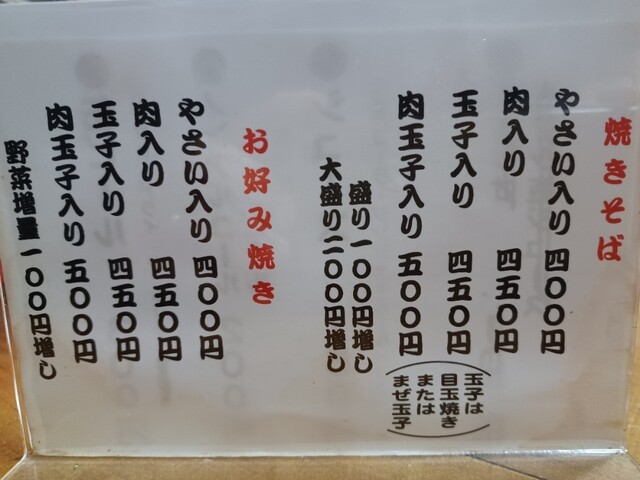 焼きそば
やさい入り 四〇〇円
肉入り 四五〇円
玉子入り 四五〇円
肉玉子入り 五〇〇円
玉子は
目玉焼き
または
まぜ玉子
盛り一〇〇円増し
大盛り二〇〇円増し
お好み焼き
やさい入り 四〇〇円
肉入り 四五〇円
玉子入り 四五〇円
肉玉子入り 五〇〇円
野菜増量一〇〇円増し